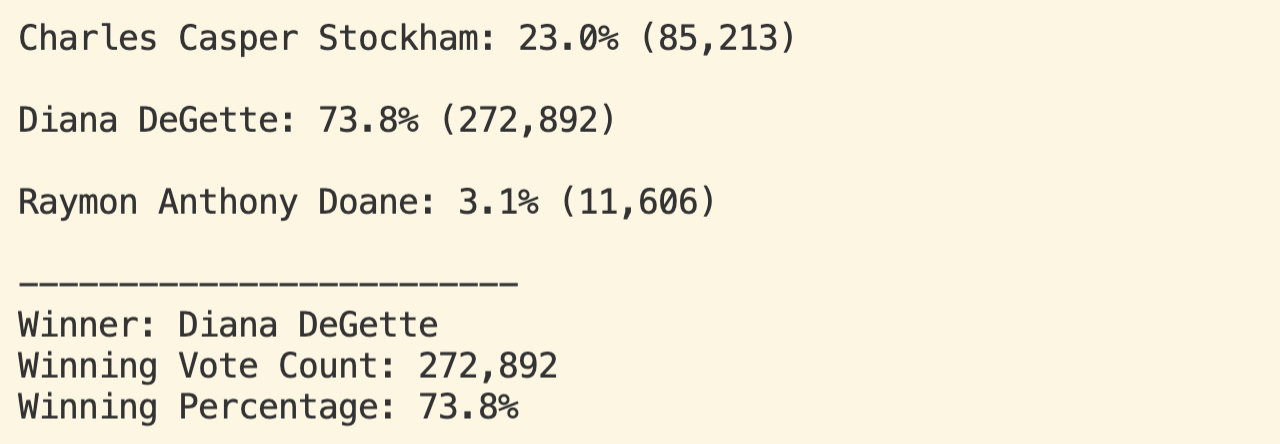 Charles Casper Stockham: 23.0% (85,213)
Diana DeGette: 73.8% (272,892)
Raymon Anthony Doane: 3.1% (11,606)
-------------------------
Winner: Diana DeGette
Winning Vote Count: 272,892
Winning Percentage: 73.8%